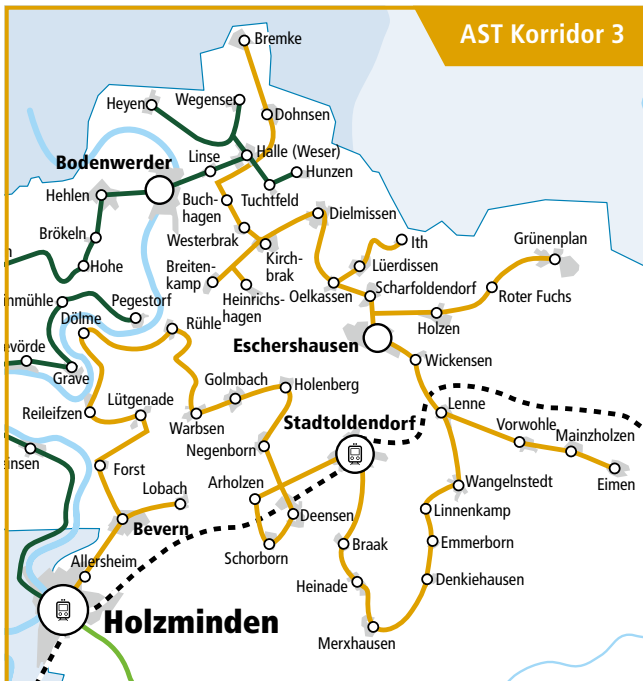 AST Korridor 3
Bremke
Heyen
Wegensen
Dohnsen
Bodenwerder
Linse
Halle (Weser)
Hunzen
Hehlen
Buch-
hagen
Tuchtfeld
Dielmissen
Brökeln
Westerbrak
Ith
Grünenplan
Hohe
Breiten-
kamp
Kirch-
brak
Lüerdissen
Heinrichs-
hagen
Oelkassen
Scharfoldendorf
Roter Fuchs
inmühle
Pegestorf
Dölme
Rühle
Holzen
Eschershausen
evörde
Grave
Wickensen
Golmbach
Holenberg
Reileifzen
Lütgenade
Warbsen
Stadtoldendorf
Lenne
Vorwohle
Mainzholzen
Negenborn
einsen
Forst
Lobach
Arholzen
Wangelnstedt
Eimen
Bevern
Deensen
Linnenkamp
Schorborn
Braak
Emmerborn
Allersheim
Heinade
Denkiehausen
Holzminden
Merxhausen